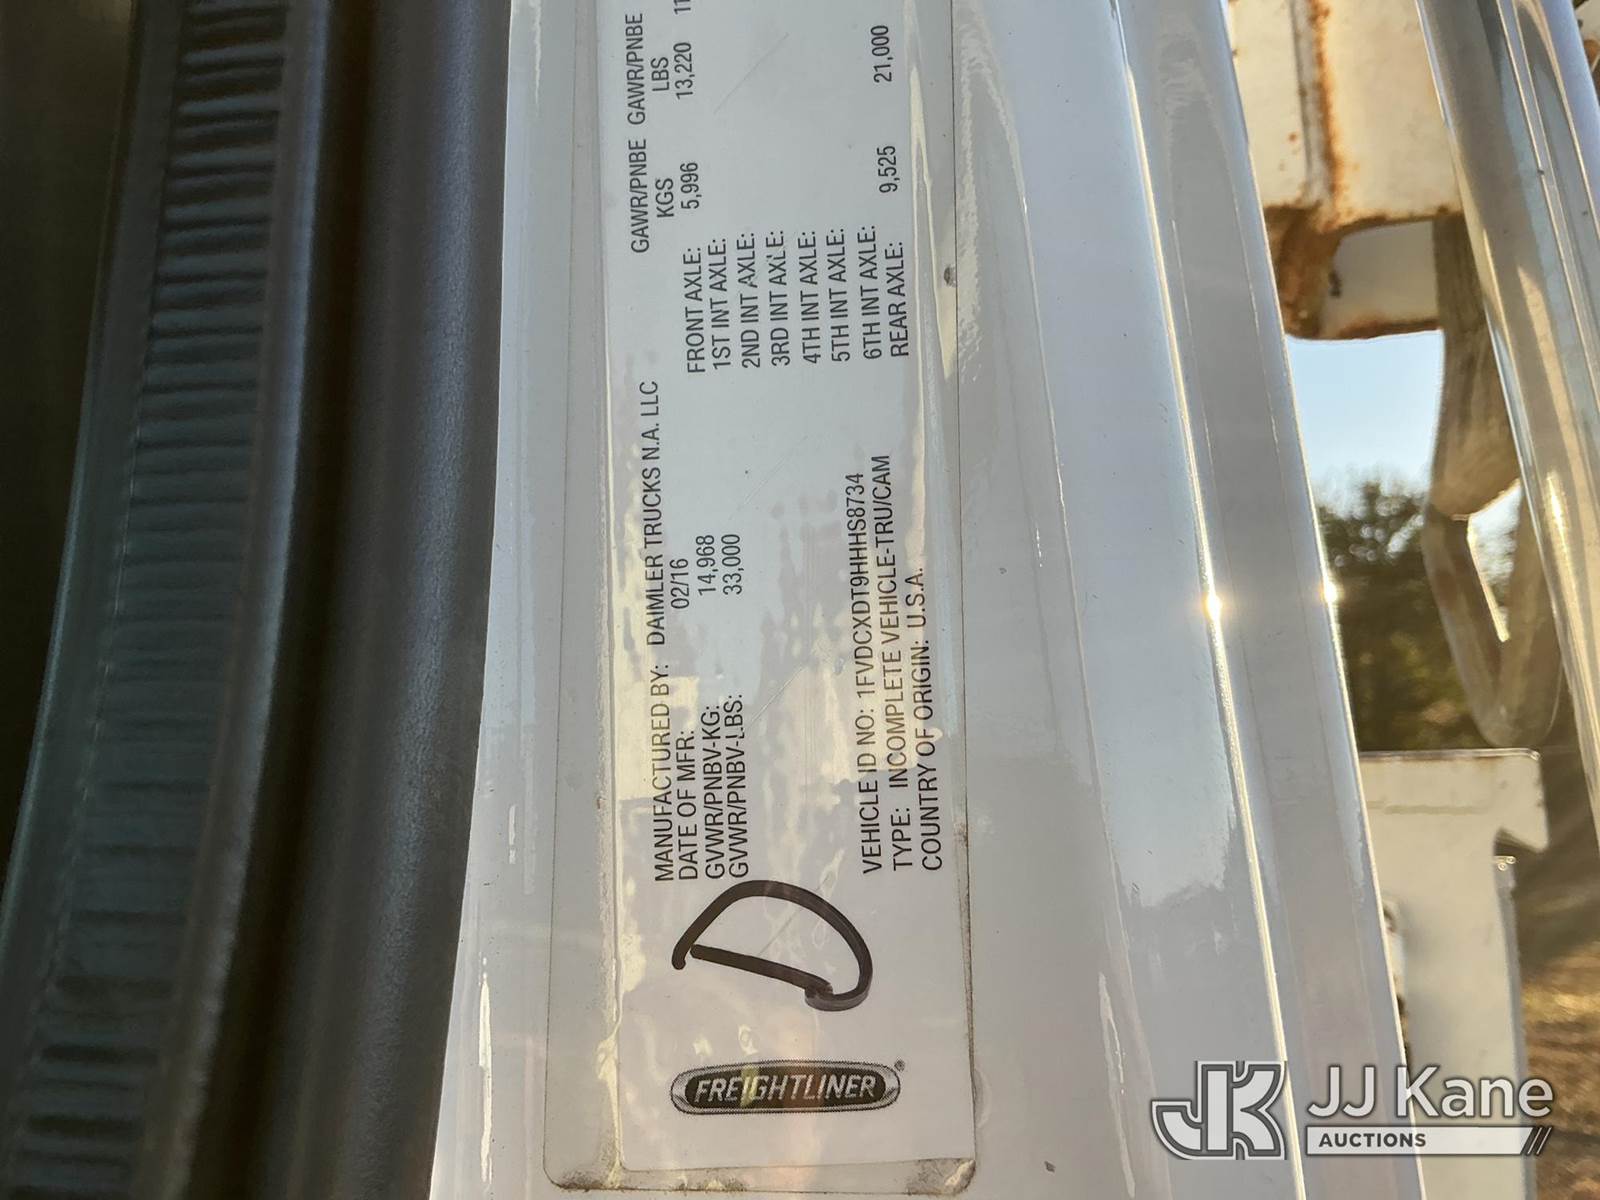 FREIGHTLINER®
D
MANUFACTURED BY: DAIMLER TRUCKS N.A. LLC
DATE OF MFR: 02/16
GVWR/PNBV-KG: 14,968
GVWR/PNBV-LBS: 33,000
VEHICLE ID NO: 1FVDCXDT9HHHS8734
TYPE: INCOMPLETE VEHICLE-TRU/CAM
COUNTRY OF ORIGIN: U.S.A.
GAWR/PNBE GAWR/PNBE
KGS LBS
FRONT AXLE: 5,996 13,220 11
1ST INT AXLE:
2ND INT AXLE:
3RD INT AXLE:
4TH INT AXLE:
5TH INT AXLE:
6TH INT AXLE:
REAR AXLE: 9,525 21,000
JK JJ Kane
AUCTIONS